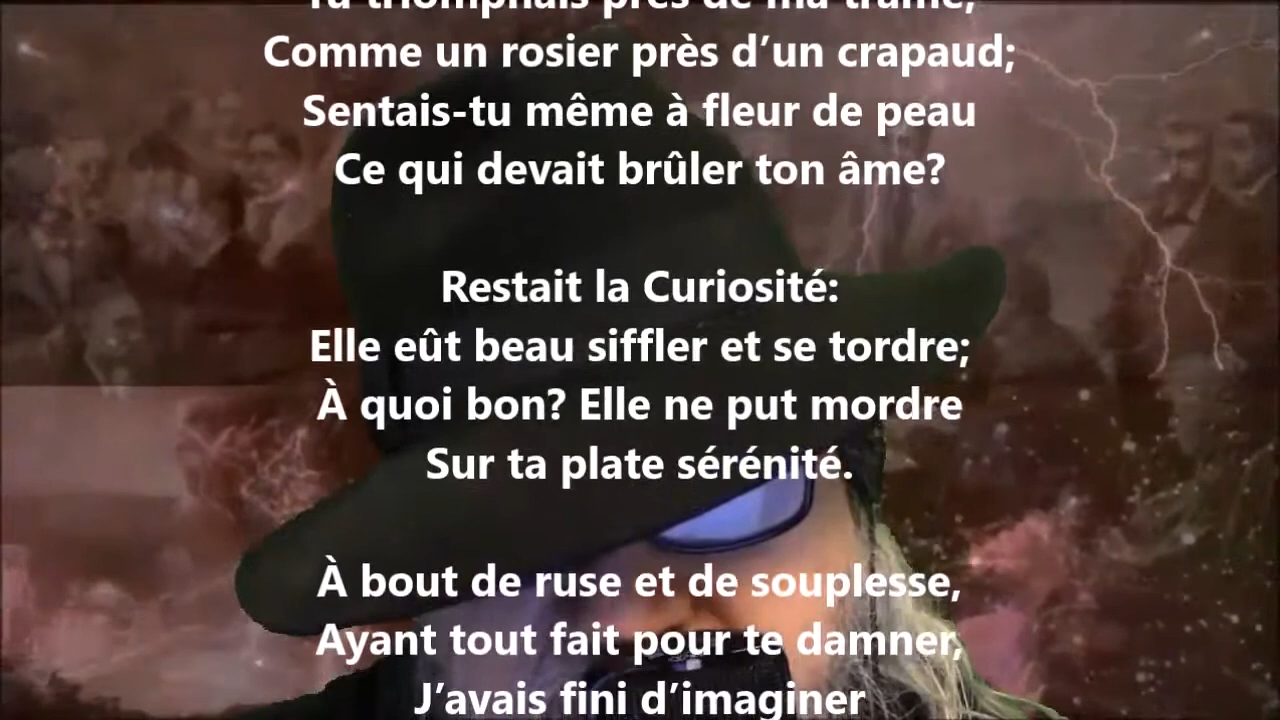 Tu triomphais près de ma trame,
Comme un rosier près d’un crapaud;
Sentais-tu même à fleur de peau
Ce qui devait brûler ton âme?
Restait la Curiosité:
Elle eût beau siffler et se tordre;
À quoi bon? Elle ne put mordre
Sur ta plate sérénité.
À bout de ruse et de souplesse,
Ayant tout fait pour te damner,
J’avais fini d’imaginer